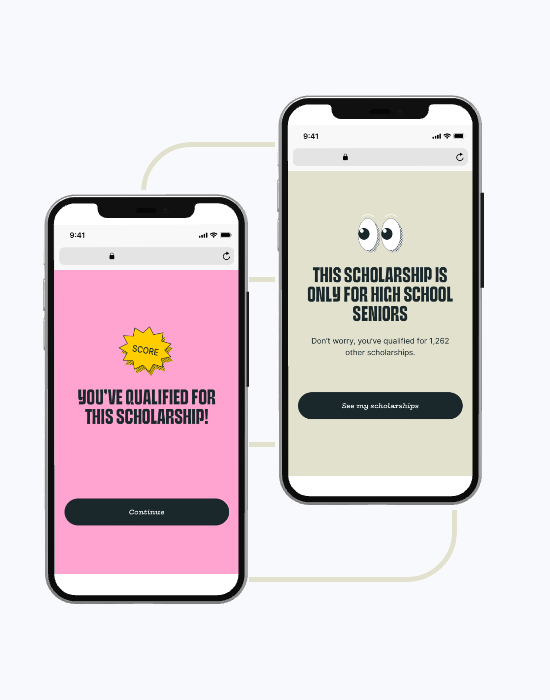 9:41
SCORE
YOU'VE QUALIFIED FOR
THIS SCHOLARSHIP!
Continue
9:41
THIS SCHOLARSHIP IS
ONLY FOR HIGH SCHOOL
SENIORS
Don't worry, you've qualified for 1,262
other scholarships.
See my scholarships